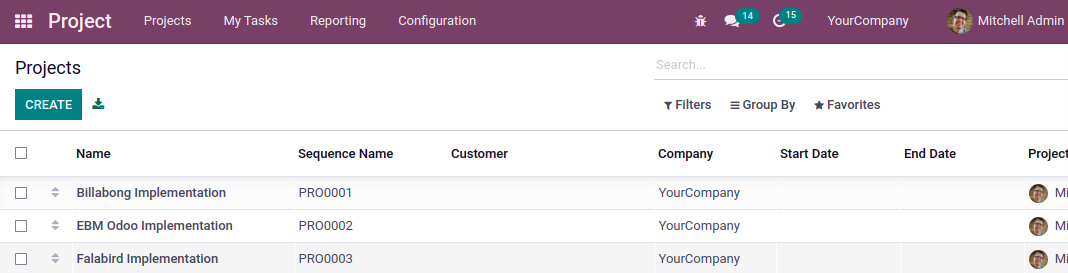 Project Projects My Tasks Reporting Configuration 14 15 YourCompany Mitchell Admin
Projects Search...
CREATE Filters Group By Favorites
Name Sequence Name Customer Company Start Date End Date Project
Billabong Implementation PRO0001 YourCompany Mi
EBM Odoo Implementation PRO0002 YourCompany Mi
Falabird Implementation PRO0003 YourCompany Mi